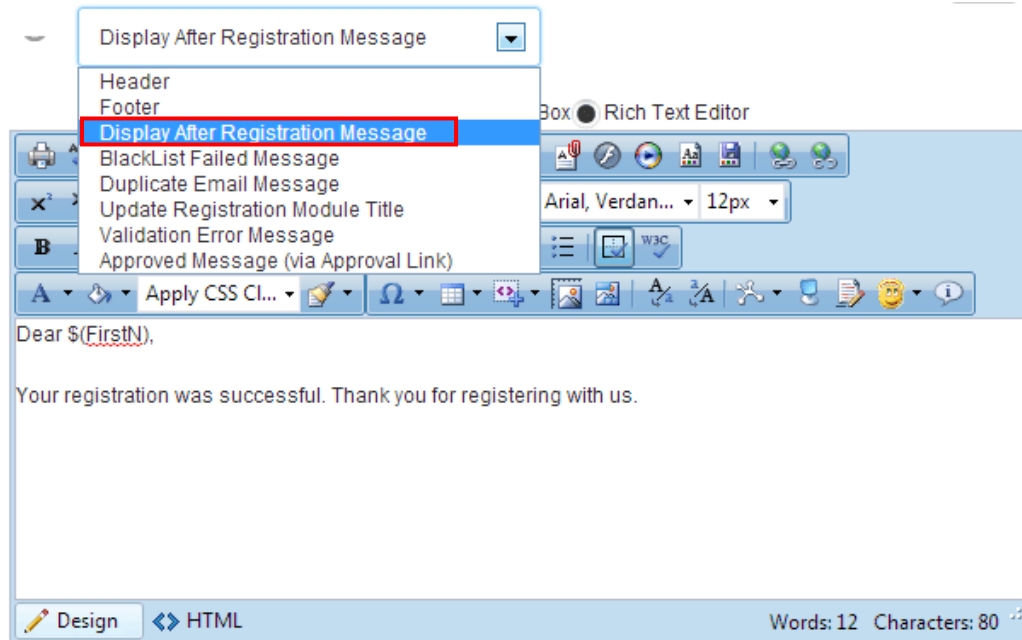 Display After Registration Message
Header
Footer
Box Rich Text Editor
Display After Registration Message
BlackList Failed Message
Duplicate Email Message
Update Registration Module Title
Arial, Verdan... 12px
Validation Error Message
B W3C
Approved Message (via Approval Link)
A Apply CSS Cl... Ω
Dear $(FirstN),
Your registration was successful. Thank you for registering with us.
Design HTML Words: 12 Characters: 80